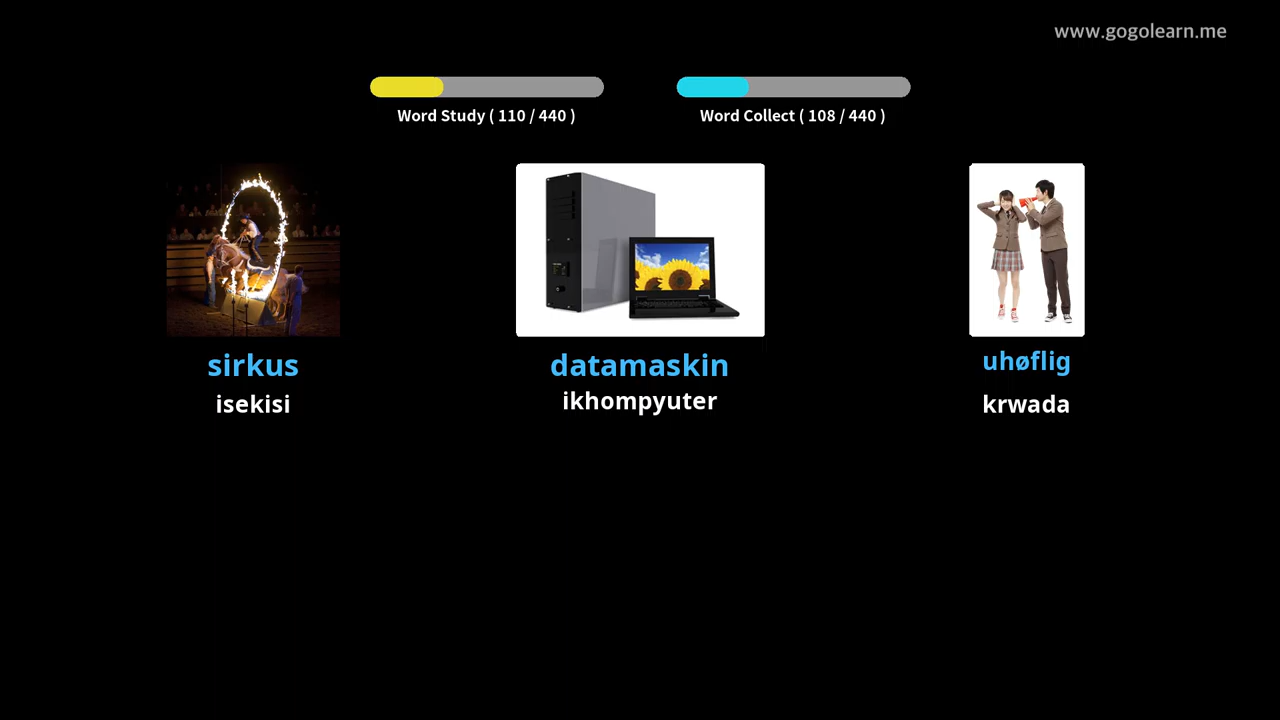 www.gogolearn.me
Word Study ( 110 / 440 )
Word Collect ( 108 / 440 )
sirkus
datamaskin
uhøflig
isekisi
ikhompyuter
krwada